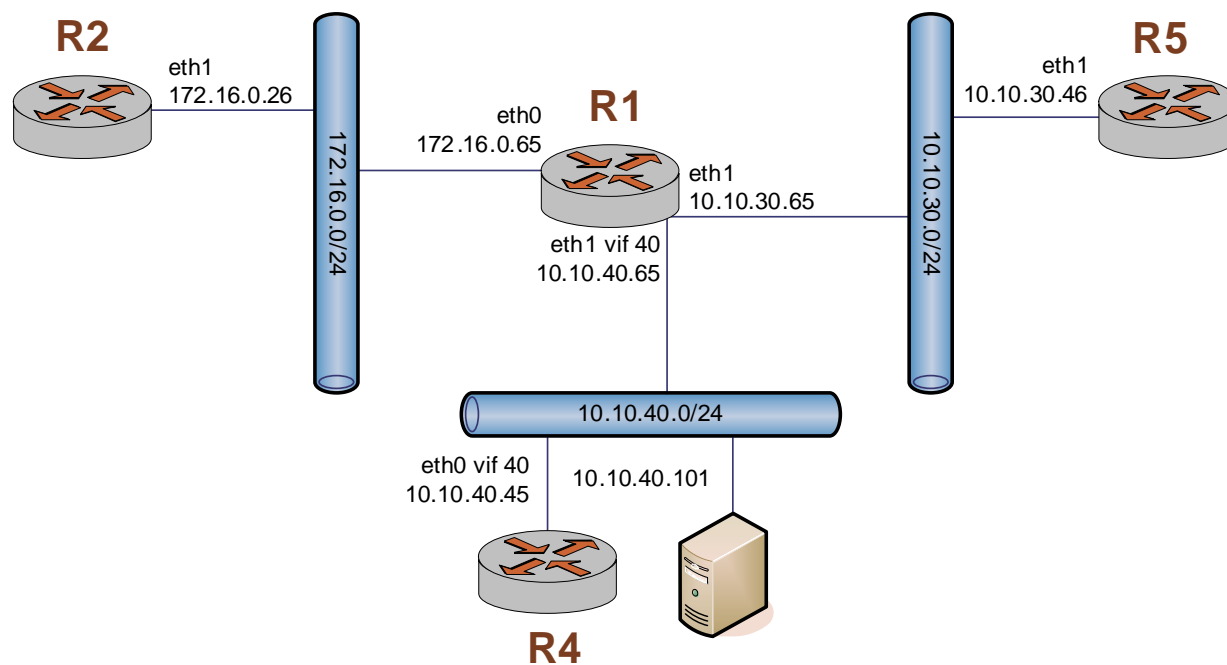 R2
eth1
172.16.0.26
172.16.0.0/24
eth0
172.16.0.65
R1
eth1
10.10.30.65
eth1 vif 40
10.10.40.65
10.10.30.0/24
R5
eth1
10.10.30.46
10.10.40.0/24
eth0 vif 40
10.10.40.45
10.10.40.101
R4